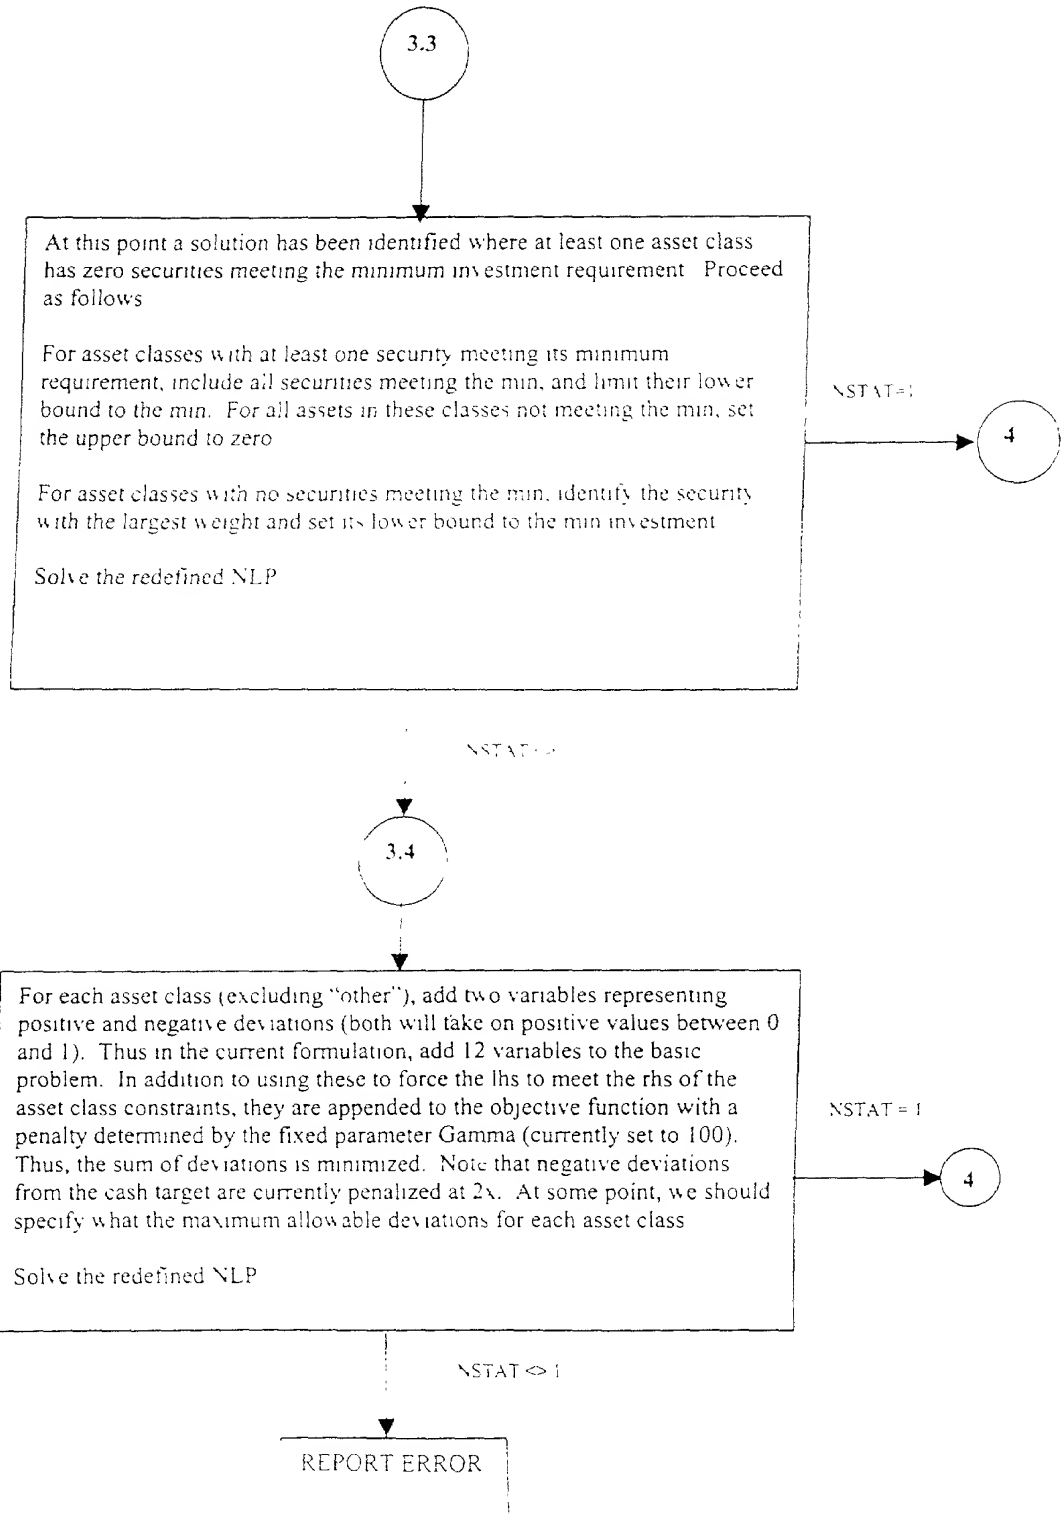 3.3
At this point a solution has been identified where at least one asset class
has zero securities meeting the minimum investment requirement Proceed
as follows
For asset classes with at least one security meeting its minimum
requirement, include all securities meeting the min, and limit their lower
bound to the min. For all assets in these classes not meeting the min, set
the upper bound to zero
NSTAT=1
4
For asset classes with no securities meeting the min, identify the security
with the largest weight and set its lower bound to the min investment
Solve the redefined NLP
NSTAT
3.4
For each asset class (excluding "other"), add two variables representing
positive and negative deviations (both will take on positive values between 0
and 1). Thus in the current formulation, add 12 variables to the basic
problem. In addition to using these to force the lhs to meet the rhs of the
asset class constraints, they are appended to the objective function with a
penalty determined by the fixed parameter Gamma (currently set to 100).
Thus, the sum of deviations is minimized. Note that negative deviations
from the cash target are currently penalized at 2x. At some point, we should
specify what the maximum allowable deviations for each asset class
NSTAT = 1
4
Solve the redefined NLP
NSTAT <> 1
REPORT ERROR